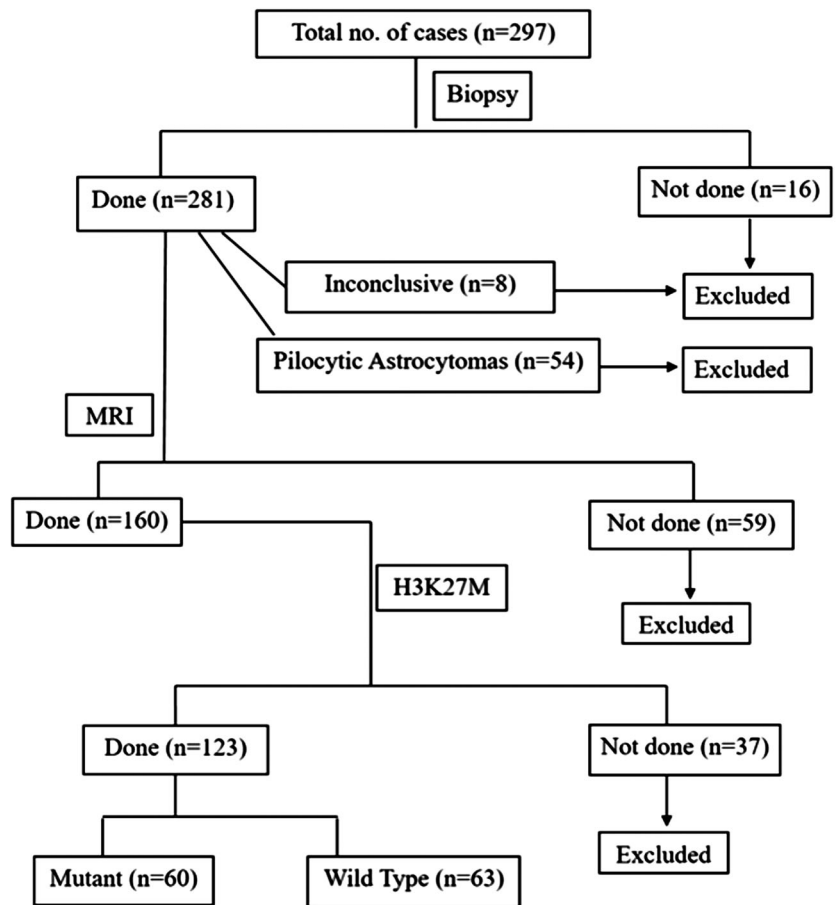 Total no. of cases (n=297)
Biopsy
Done (n=281)
Not done (n=16)
Inconclusive (n=8)
Excluded
Pilocytic Astrocytomas (n=54)
Excluded
MRI
Done (n=160)
Not done (n=59)
H3K27M
Excluded
Done (n=123)
Not done (n=37)
Excluded
Mutant (n=60)
Wild Type (n=63)